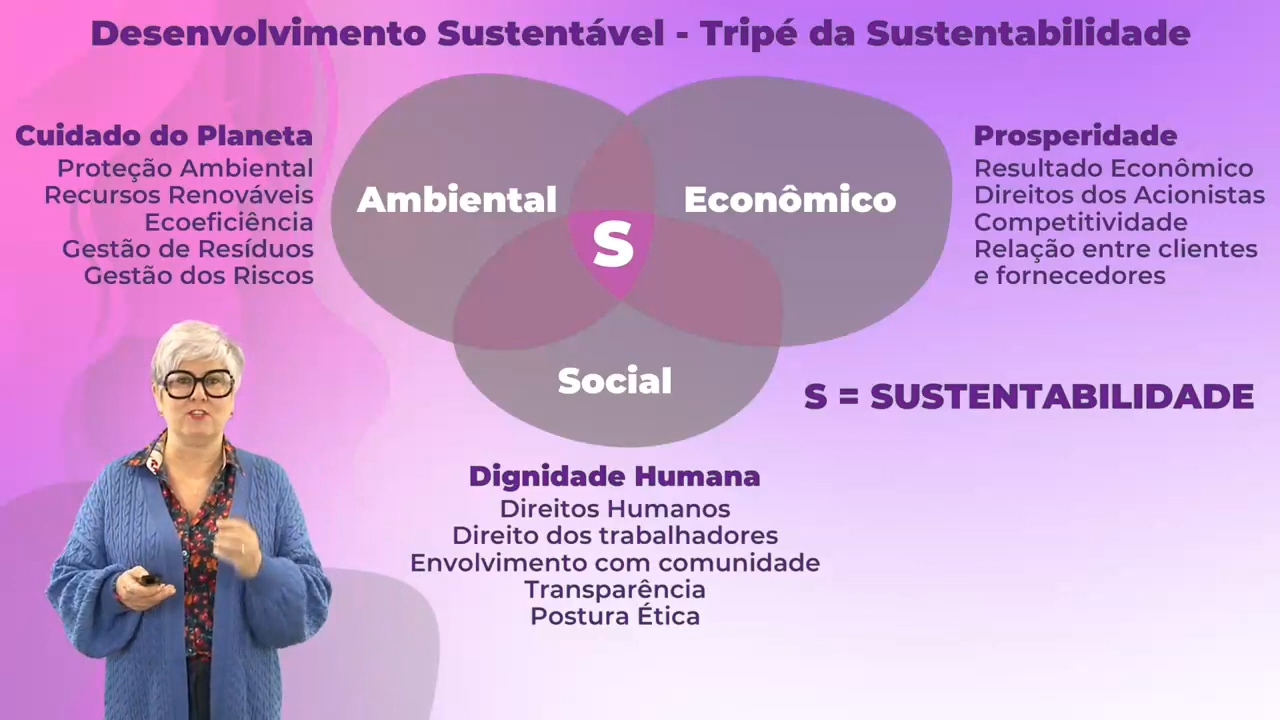 Desenvolvimento Sustentável - Tripé da Sustentabilidade
Cuidado do Planeta
Proteção Ambiental
Recursos Renováveis
Ecoeficiência
Gestão de Resíduos
Gestão dos Riscos
Ambiental
Econômico
S
Social
Prosperidade
Resultado Econômico
Direitos dos Acionistas
Competitividade
Relação entre clientes
e fornecedores
S = SUSTENTABILIDADE
Dignidade Humana
Direitos Humanos
Direito dos trabalhadores
Envolvimento com comunidade
Transparência
Postura Ética